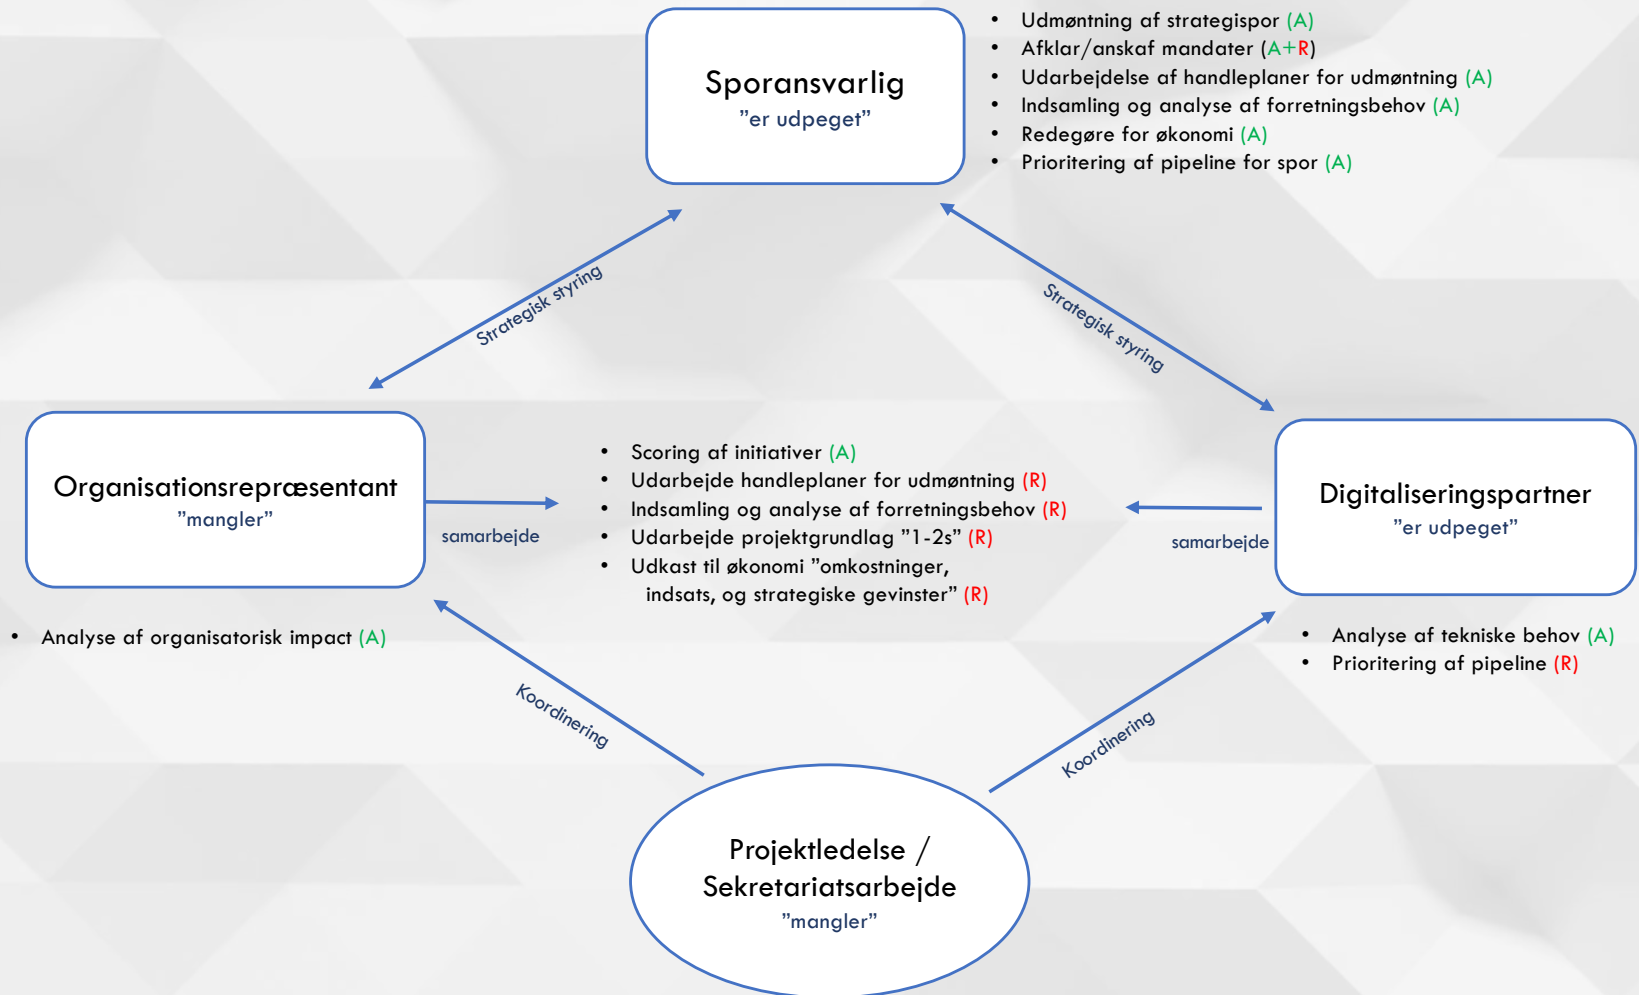 Sporansvarlig
”er udpeget”
• Udmøntning af strategispor (A)
• Afklar/anskaf mandater (A+R)
• Udarbejdelse af handleplaner for udmøntning (A)
• Indsamling og analyse af forretningsbehov (A)
• Redegøre for økonomi (A)
• Prioritering af pipeline for spor (A)
Strategisk styring
Strategisk styring
Organisationsrepræsentant
”mangler”
samarbejde
• Scoring af initiativer (A)
• Udarbejde handleplaner for udmøntning (R)
• Indsamling og analyse af forretningsbehov (R)
• Udarbejde projektgrundlag ”1-2s” (R)
• Udkast til økonomi ”omkostninger,
indsats, og strategiske gevinster” (R)
samarbejde
Digitaliseringspartner
”er udpeget”
• Analyse af organisatorisk impact (A)
• Analyse af tekniske behov (A)
• Prioritering af pipeline (R)
Koordinering
Koordinering
Projektledelse /
Sekretariatsarbejde
”mangler”